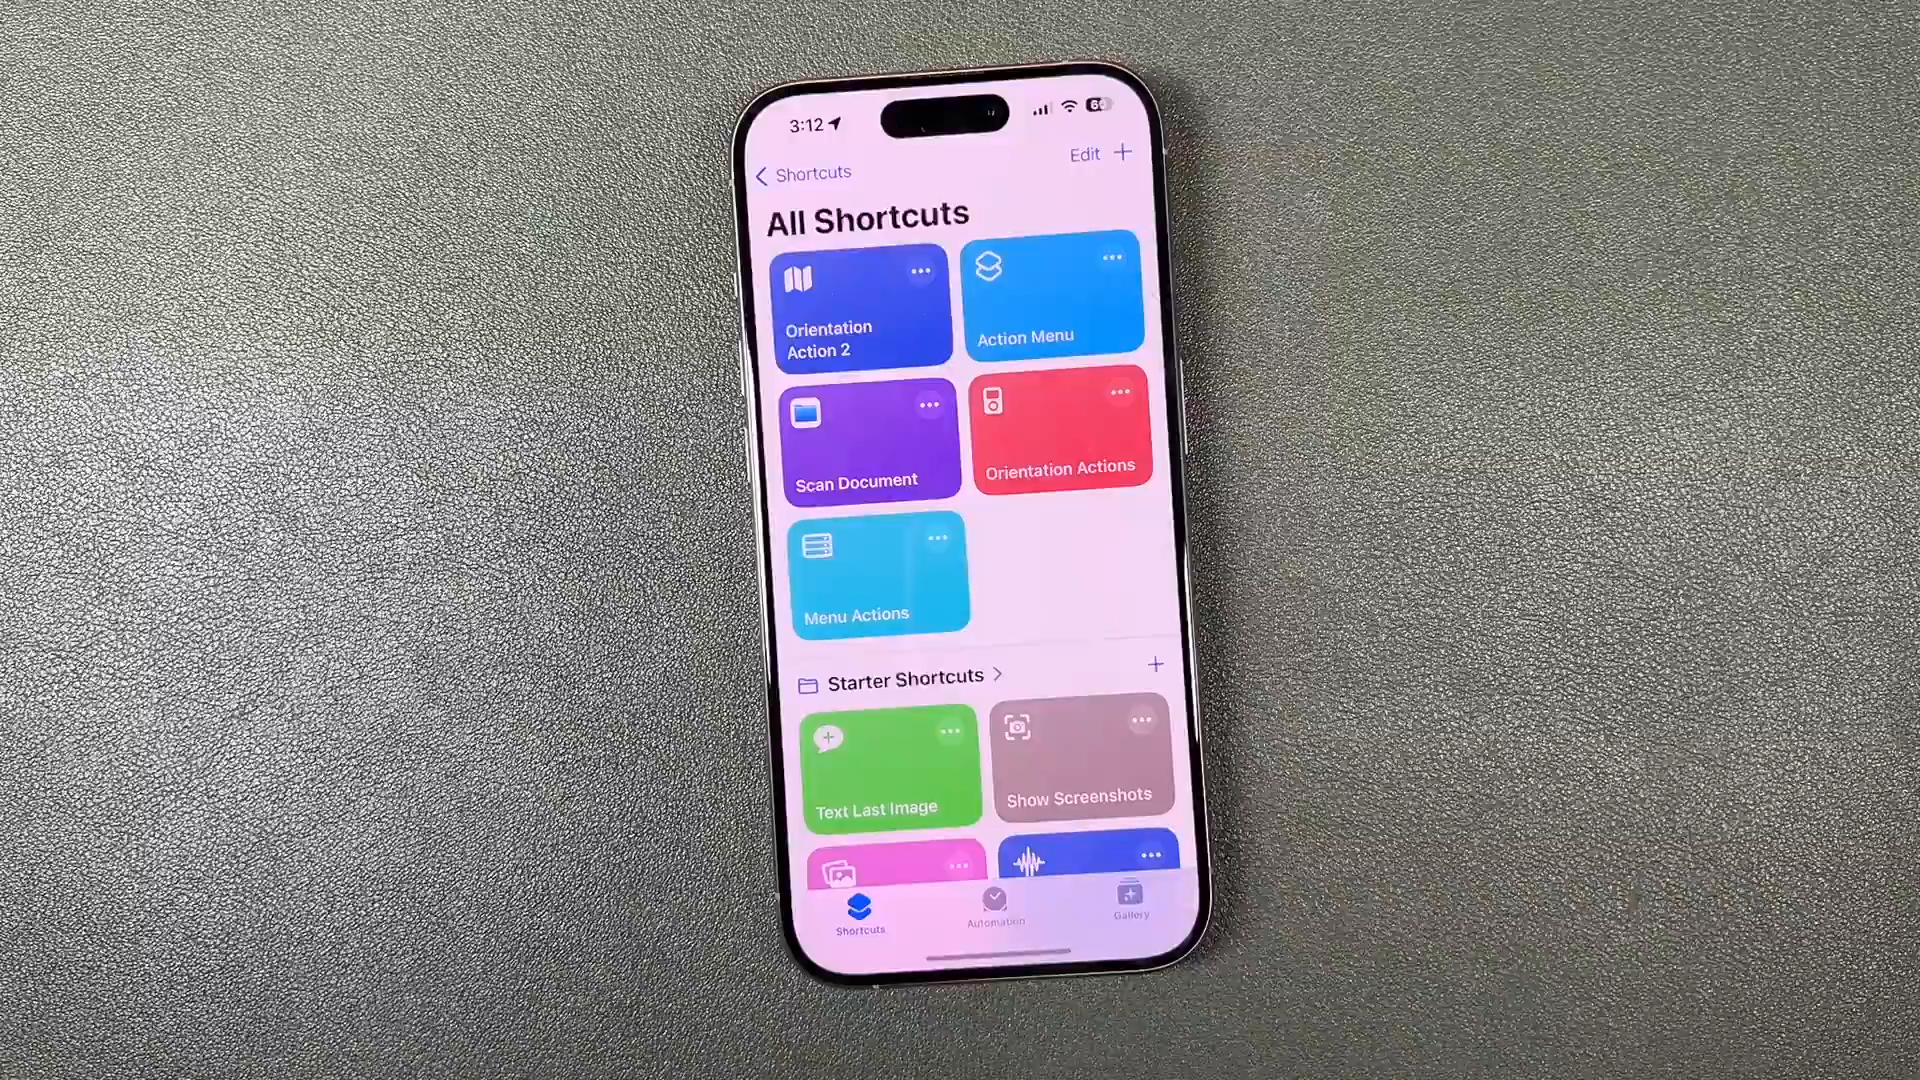 3:12
Shortcuts
Edit
All Shortcuts
Orientation
Action 2
Action Menu
Scan Document
Orientation Actions
Menu Actions
Starter Shortcuts
Text Last Image
Show Screenshots
Shortcuts
Automation
Gallery